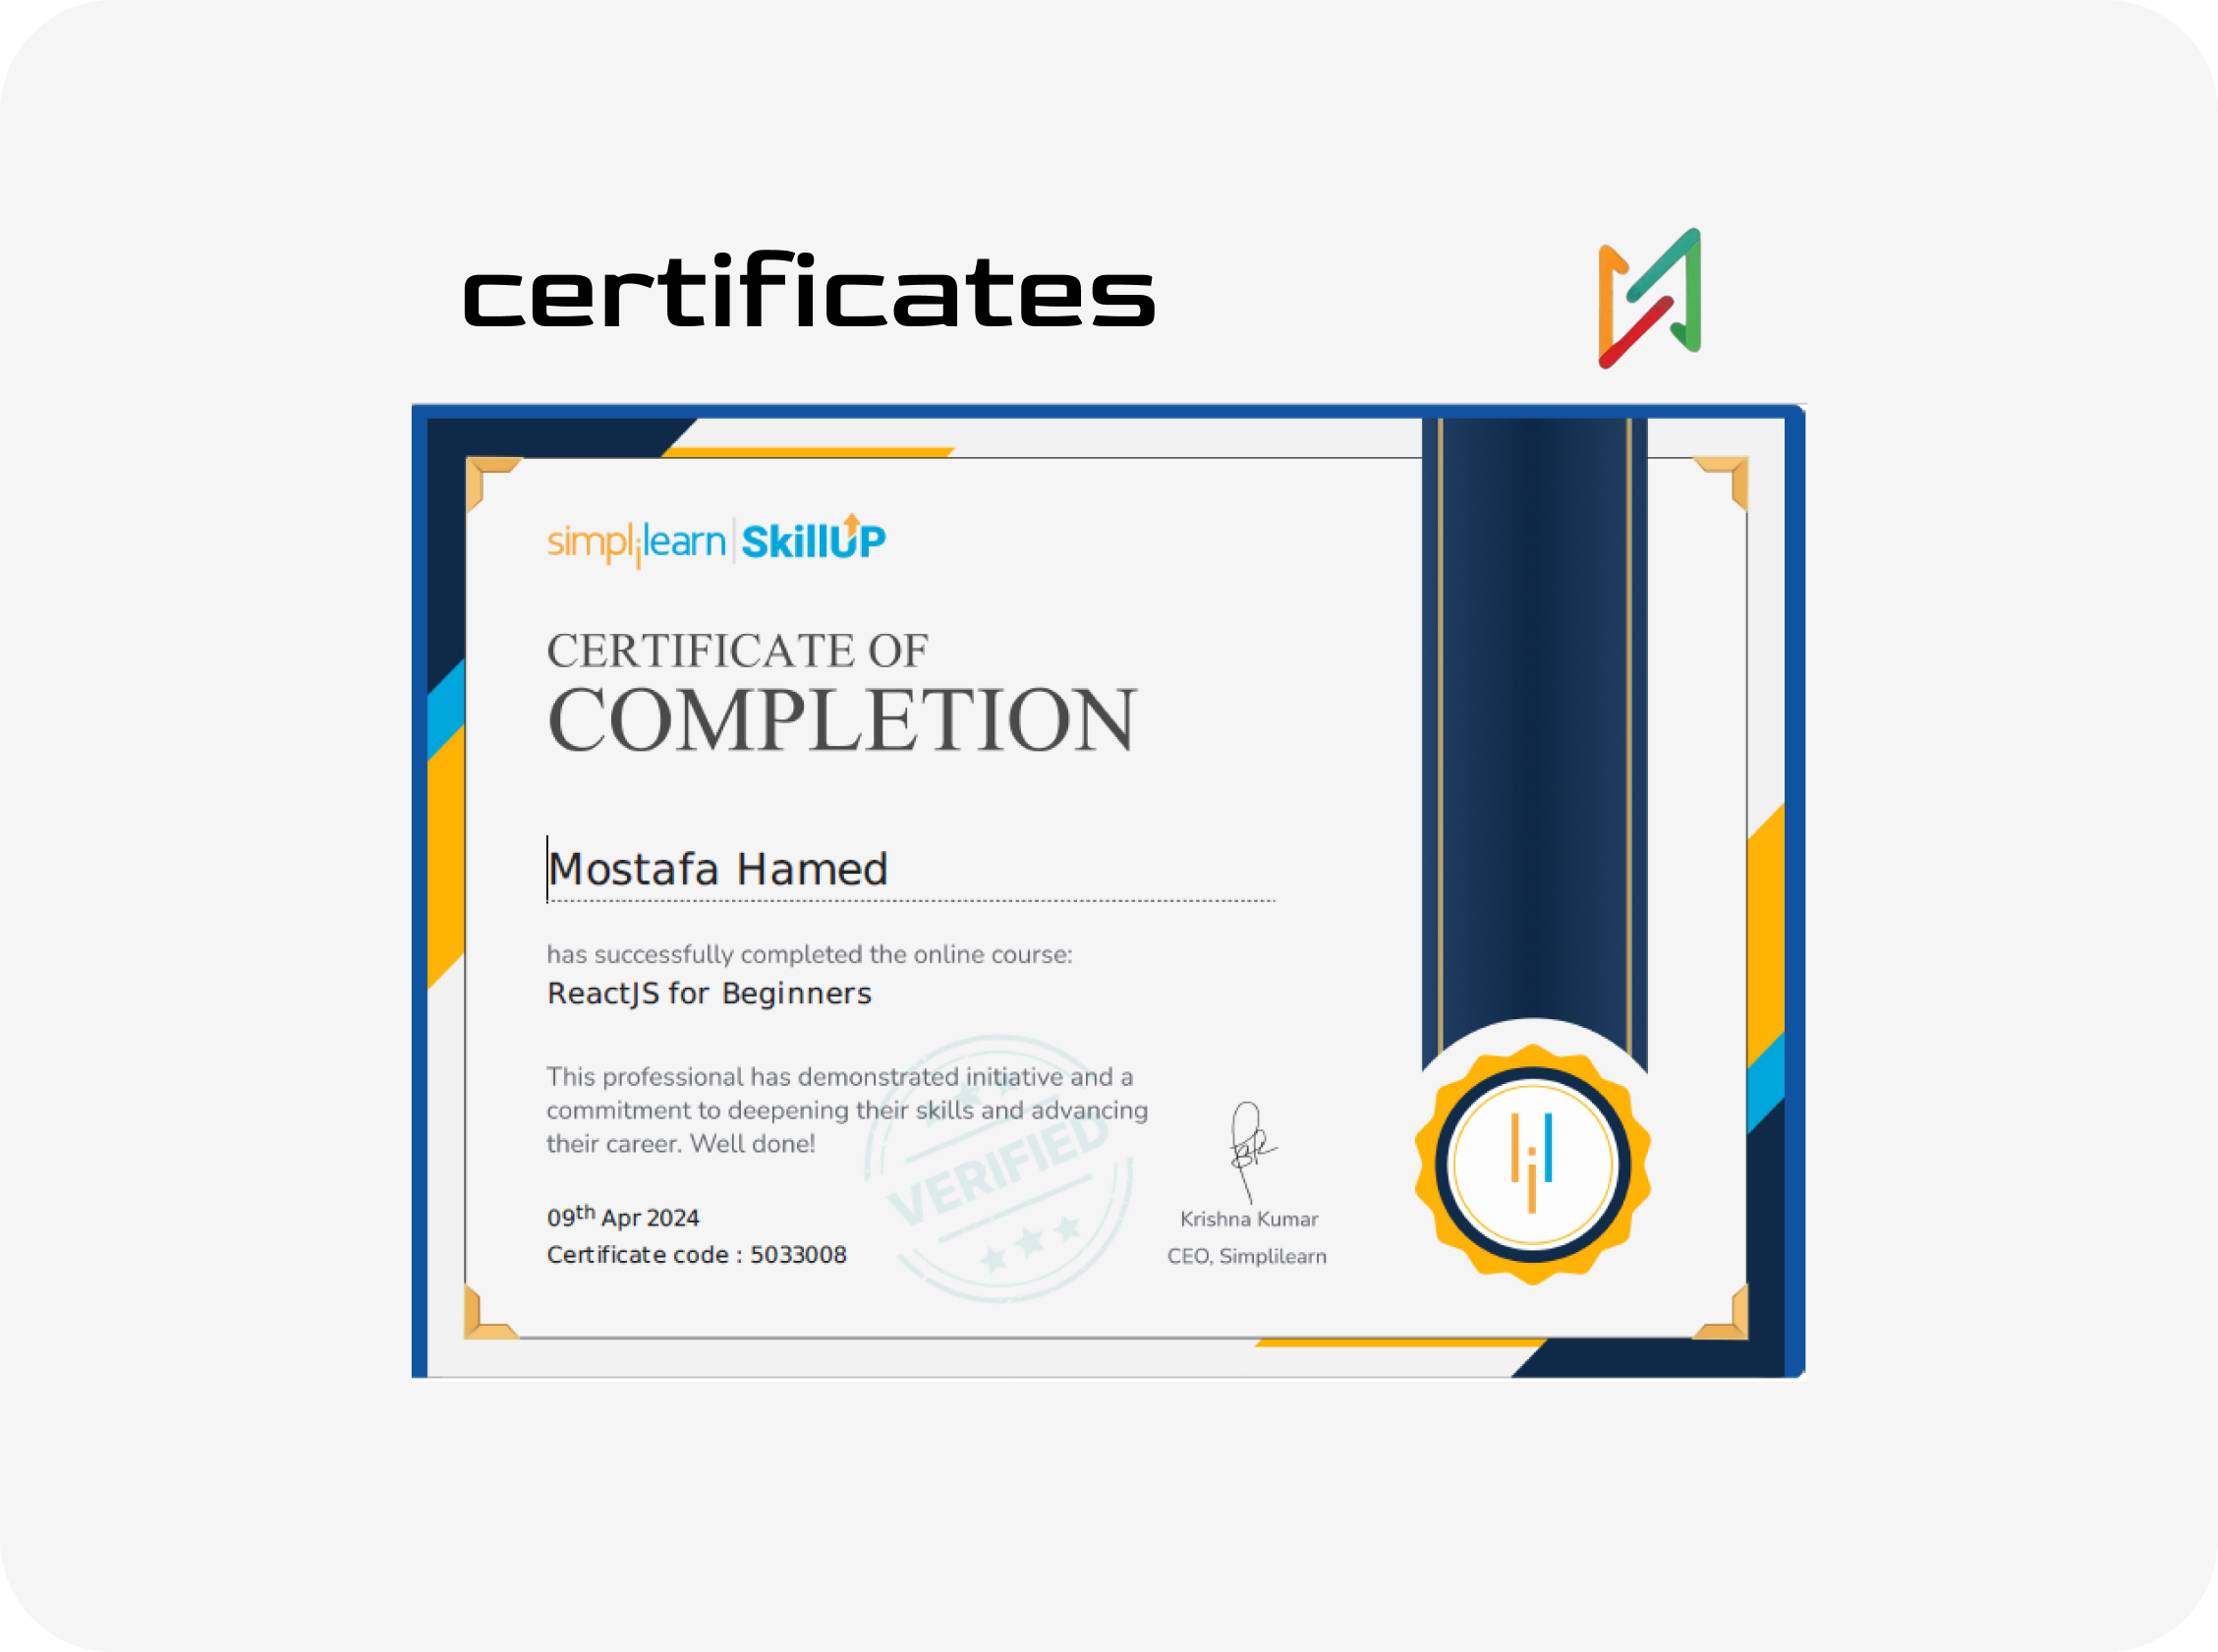 certificates
simplilearn | SkillUP
CERTIFICATE OF
COMPLETION
Mostafa Hamed
has successfully completed the online course:
ReactJS for Beginners
This professional has demonstrated initiative and a
commitment to deepening their skills and advancing
their career. Well done!
VERIFIED
09th Apr 2024
Certificate code : 5033008
Krishna Kumar
CEO, Simplilearn